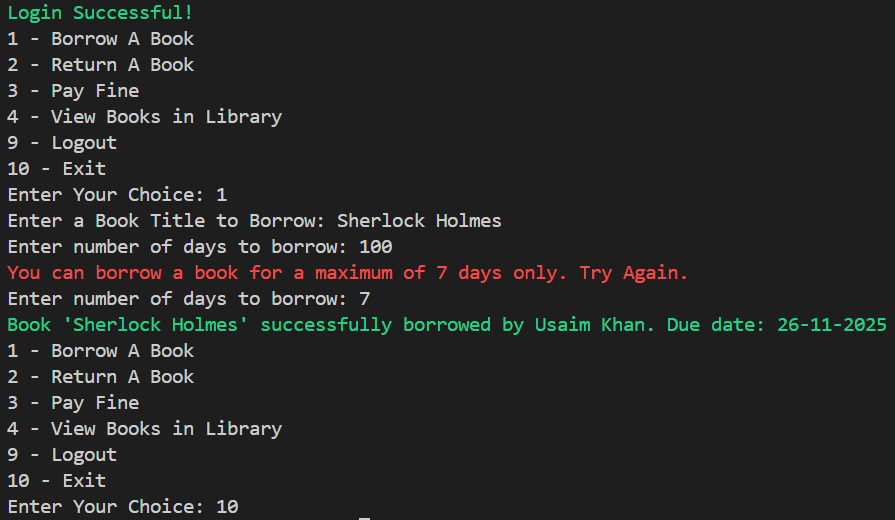 Login Successful!
1 - Borrow A Book
2 - Return A Book
3 - Pay Fine
4 - View Books in Library
9 - Logout
10 - Exit
Enter Your Choice: 1
Enter a Book Title to Borrow: Sherlock Holmes
Enter number of days to borrow: 100
You can borrow a book for a maximum of 7 days only. Try Again.
Enter number of days to borrow: 7
Book 'Sherlock Holmes' successfully borrowed by Usaim Khan. Due date: 26-11-2025
1 - Borrow A Book
2 - Return A Book
3 - Pay Fine
4 - View Books in Library
9 - Logout
10 - Exit
Enter Your Choice: 10